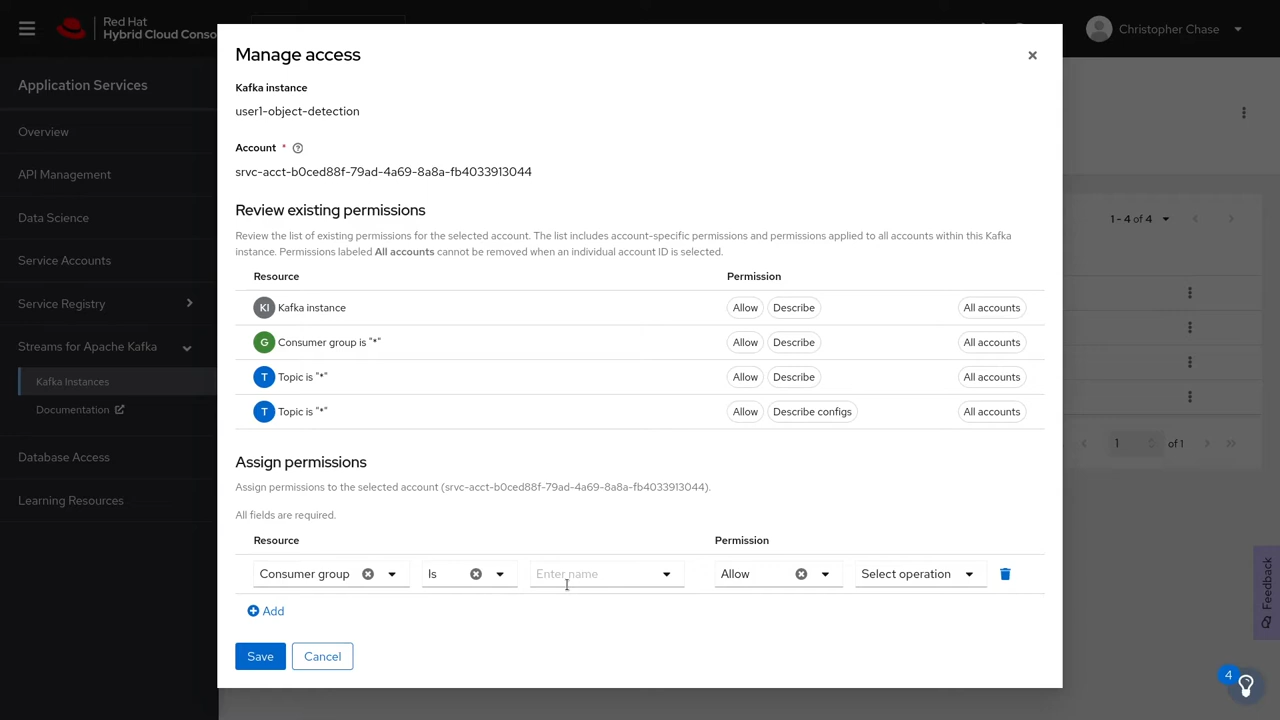 Red Hat
Hybrid Cloud Conso
Christopher Chase
Application Services
Overview
API Management
Data Science
Service Accounts
Service Registry
Streams for Apache Kafka
Kafka Instances
Documentation
Database Access
Learning Resources
Manage access
Kafka instance
user1-object-detection
Account *
srvc-acct-b0ced88f-79ad-4a69-8a8a-fb4033913044
Review existing permissions
Review the list of existing permissions for the selected account. The list includes account-specific permissions and permissions applied to all accounts within this Kafka
instance. Permissions labeled All accounts cannot be removed when an individual account ID is selected.
Resource Permission
KI Kafka instance Allow Describe All accounts
G Consumer group is "*" Allow Describe All accounts
T Topic is "*" Allow Describe All accounts
T Topic is "*" Allow Describe configs All accounts
Assign permissions
Assign permissions to the selected account (srvc-acct-b0ced88f-79ad-4a69-8a8a-fb4033913044).
All fields are required.
Resource Permission
Consumer group Is Enter name Allow Select operation
Add
Save Cancel
1 - 4 of 4
1 of 1
Feedback
4